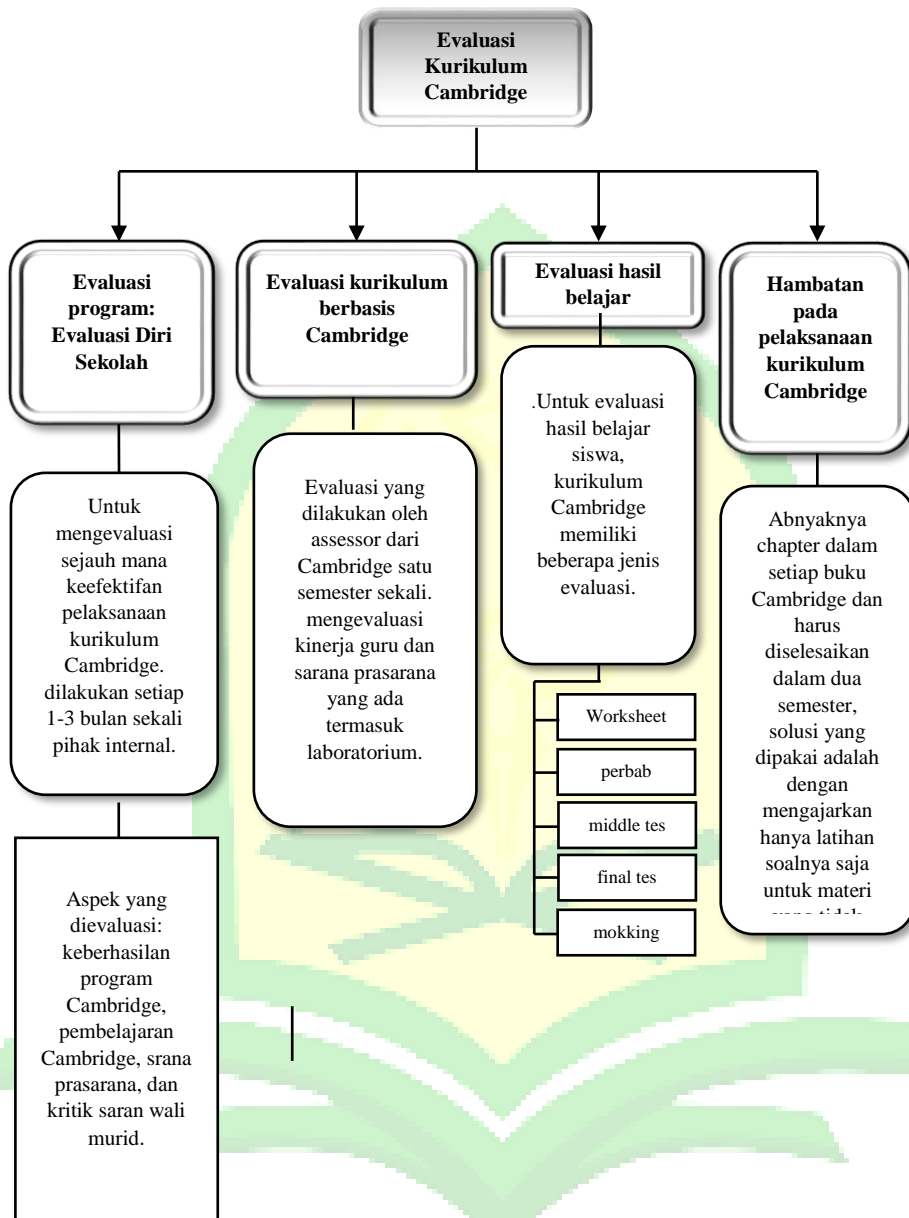 Evaluasi
Kurikulum
Cambridge
Evaluasi
program:
Evaluasi Diri
Sekolah
Untuk
mengevaluasi
sejauh mana
keefektifan
pelaksanaan
kurikulum
Cambridge.
dilakukan setiap
1-3 bulan sekali
pihak internal.
Aspek yang
dievaluasi:
keberhasilan
program
Cambridge,
pembelajaran
Cambridge, srana
prasarana, dan
kritik saran wali
murid.
Evaluasi kurikulum
berbasis
Cambridge
Evaluasi yang
dilakukan oleh
assessor dari
Cambridge satu
semester sekali.
mengevaluasi
kinerja guru dan
sarana prasarana
yang ada
termasuk
laboratorium.
Evaluasi hasil
belajar
.Untuk evaluasi
hasil belajar
siswa,
kurikulum
Cambridge
memiliki
beberapa jenis
evaluasi.
Worksheet
perbab
middle tes
final tes
mokking
Hambatan
pada
pelaksanaan
kurikulum
Cambridge
Abnyaknya
chapter dalam
setiap buku
Cambridge dan
harus
diselesaikan
dalam dua
semester,
solusi yang
dipakai adalah
dengan
mengajarkan
hanya latihan
soalnya saja
untuk materi
yang tidak